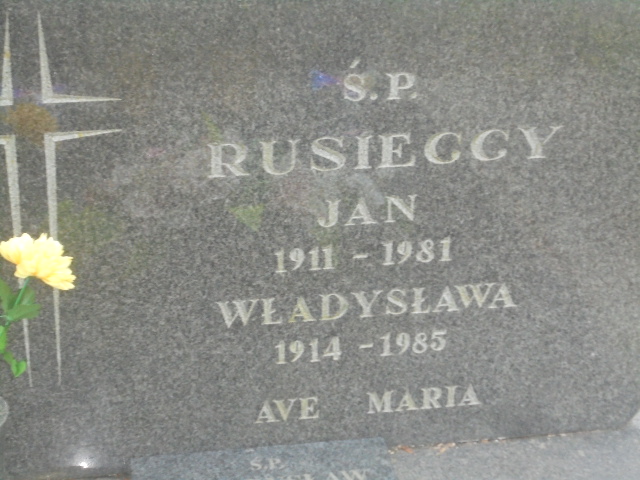 Ś.P.
RUSIECCY
JAN
1911 - 1981
WŁADYSŁAWA
1914 - 1985
AVE MARIA
Ś.P.